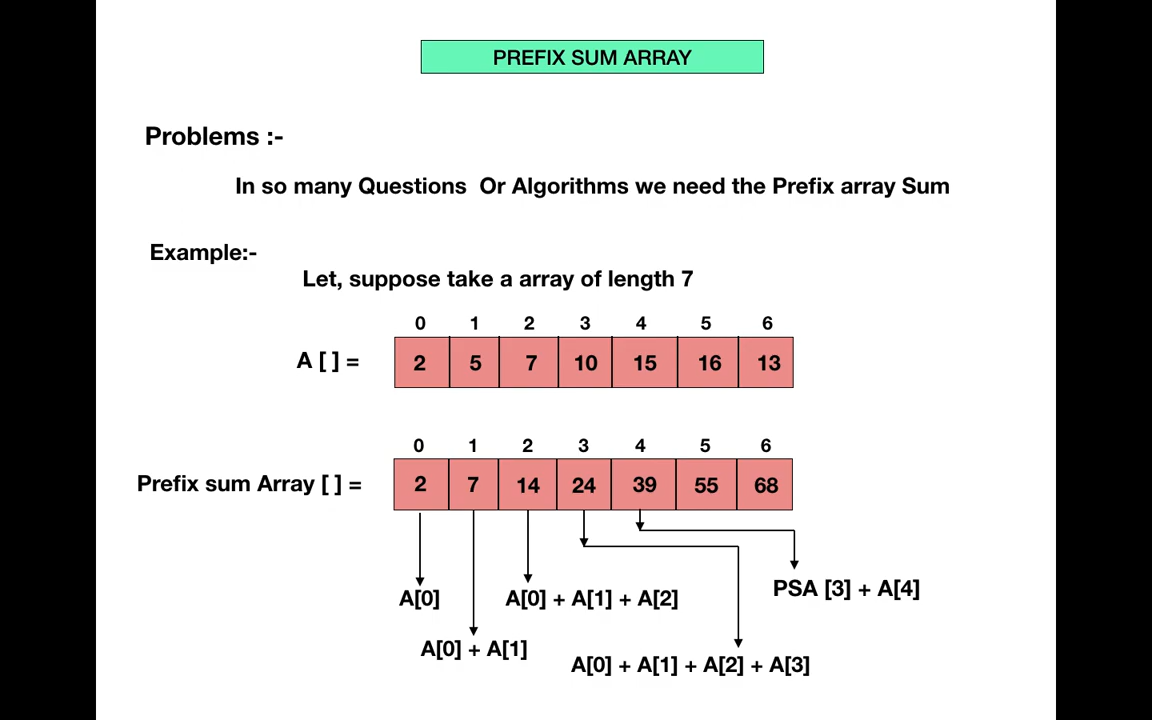 PREFIX SUM ARRAY
Problems :-
In so many Questions Or Algorithms we need the Prefix array Sum
Example:-
Let, suppose take a array of length 7
0 1 2 3 4 5 6
A [ ] = 2 5 7 10 15 16 13
0 1 2 3 4 5 6
Prefix sum Array [ ] = 2 7 14 24 39 55 68
A[0] A[0] + A[1] + A[2] PSA [3] + A[4]
A[0] + A[1]
A[0] + A[1] + A[2] + A[3]